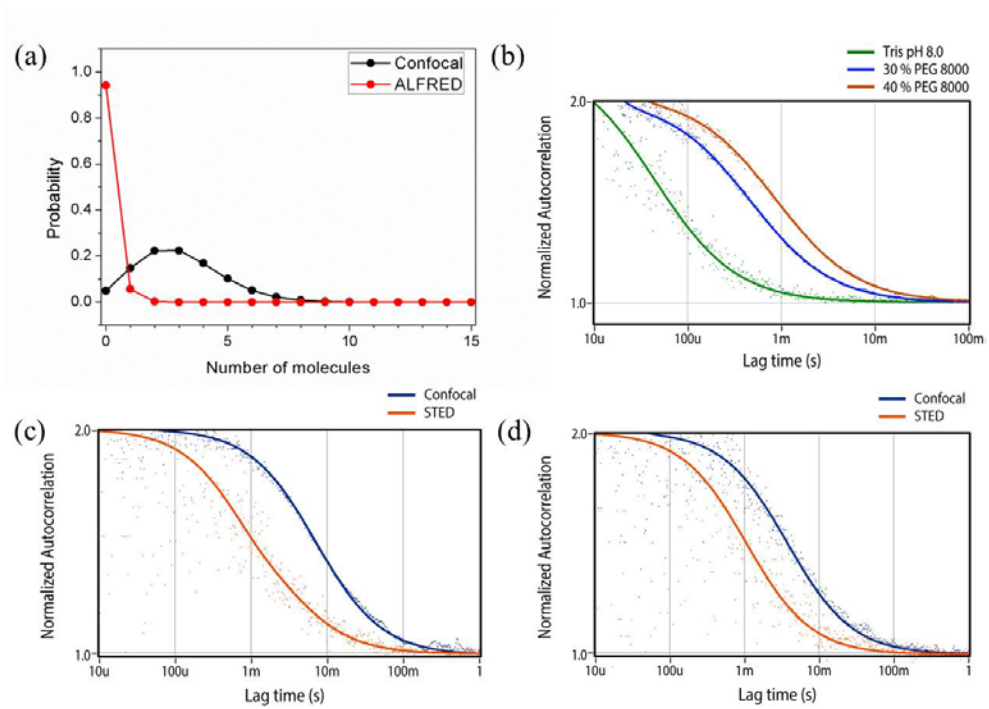 (a)
Confocal
ALFRED
1.0
0.8
0.6
0.4
0.2
0.0
Probability
0
5
10
15
Number of molecules
(b)
Tris pH 8.0
30 % PEG 8000
40 % PEG 8000
2.0
1.0
Normalized Autocorrelation
10u
100u
1m
10m
100m
Lag time (s)
(c)
Confocal
STED
2.0
1.0
Normalized Autocorrelation
10u
100u
1m
10m
100m
1
Lag time (s)
(d)
Confocal
STED
2.0
1.0
Normalized Autocorrelation
10u
100u
1m
10m
100m
1
Lag time (s)